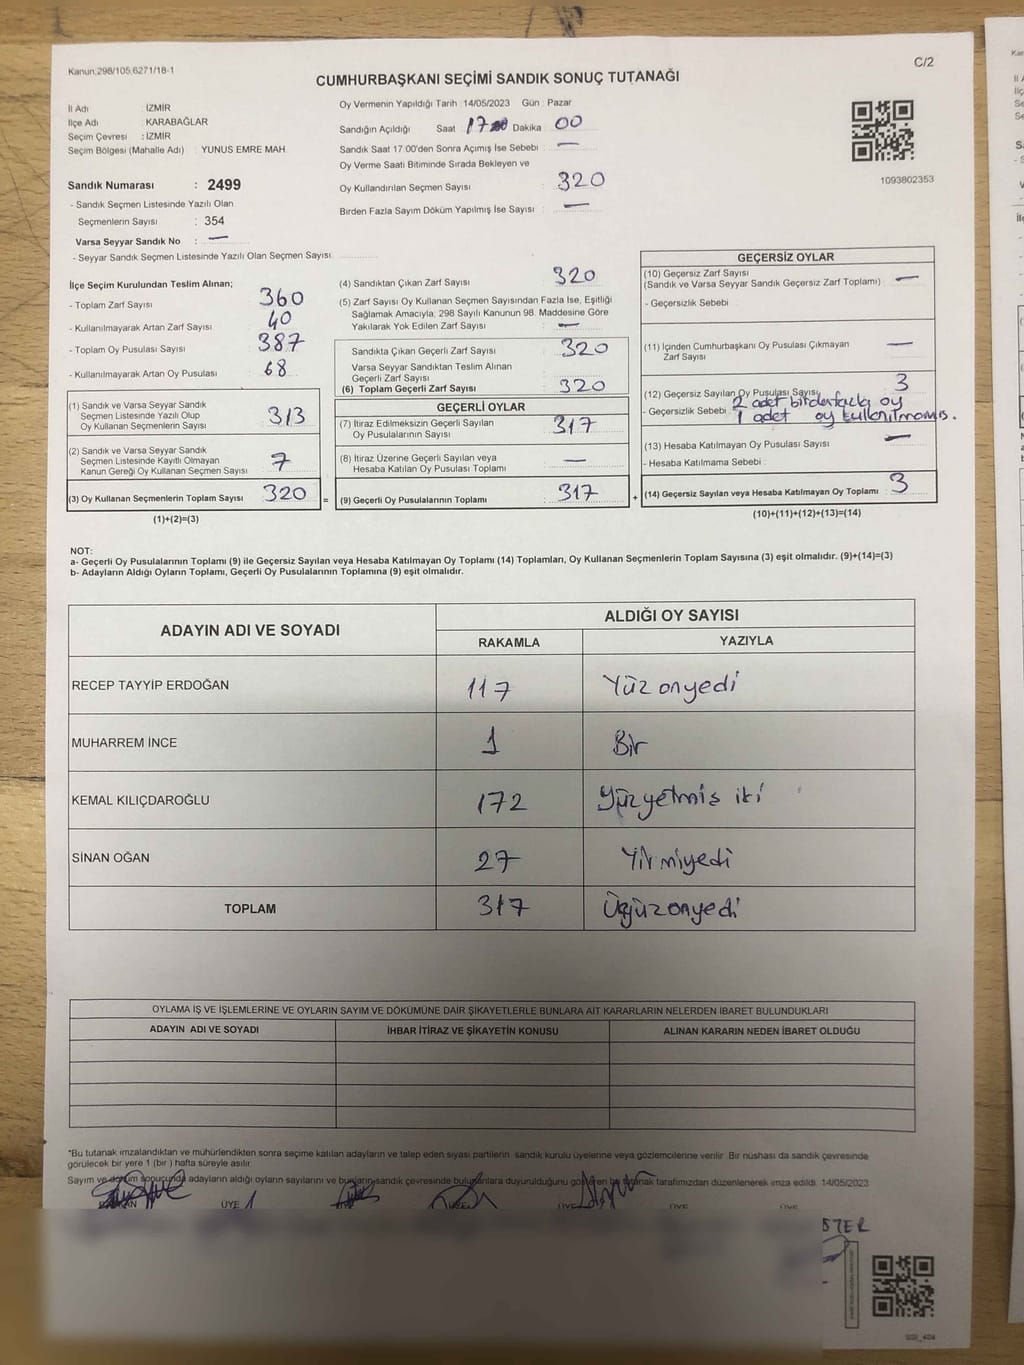 Kanun.298/105,6271/18-1
C/2
CUMHURBAŞKANI SEÇİMİ SANDIK SONUÇ TUTANAĞI
İl Adı : İZMİR
İlçe Adı : KARABAĞLAR
Seçim Çevresi : İZMİR
Seçim Bölgesi (Mahalle Adı) : YUNUS EMRE MAH.
Sandık Numarası : 2499
- Sandık Seçmen Listesinde Yazılı Olan
Seçmenlerin Sayısı : 354
Varsa Seyyar Sandık No : —
- Seyyar Sandık Seçmen Listesinde Yazılı Olan Seçmen Sayısı
Oy Vermenin Yapıldığı Tarih : 14/05/2023 Gün : Pazar
Sandığın Açıldığı Saat 17 Dakika 00
Sandık Saat 17.00'den Sonra Açımış İse Sebebi : —
Oy Verme Saati Bitiminde Sırada Bekleyen ve
Oy Kullandırılan Seçmen Sayısı : 320
Birden Fazla Sayım Döküm Yapılmış İse Sayısı : —
1093802353
İlçe Seçim Kurulundan Teslim Alınan;
- Toplam Zarf Sayısı 360
- Kullanılmayarak Artan Zarf Sayısı 40
- Toplam Oy Pusulası Sayısı 387
- Kullanılmayarak Artan Oy Pusulası 68
(1) Sandık ve Varsa Seyyar Sandık
Seçmen Listesinde Yazılı Olup
Oy Kullanan Seçmenlerin Sayısı 313
(2) Sandık ve Varsa Seyyar Sandık
Seçmen Listesinde Kayıtlı Olmayan
Kanun Gereği Oy Kullanan Seçmen Sayısı 7
(3) Oy Kullanan Seçmenlerin Toplam Sayısı 320 =
(1)+(2)=(3)
(4) Sandıktan Çıkan Zarf Sayısı 320
(5) Zarf Sayısı Oy Kullanan Seçmen Sayısından Fazla İse, Eşitliği
Sağlamak Amacıyla; 298 Sayılı Kanunun 98. Maddesine Göre
Yakılarak Yok Edilen Zarf Sayısı : —
Sandıkta Çıkan Geçerli Zarf Sayısı 320
Varsa Seyyar Sandıktan Teslim Alınan
Geçerli Zarf Sayısı
(6) Toplam Geçerli Zarf Sayısı 320
GEÇERLİ OYLAR
(7) İtiraz Edilmeksizin Geçerli Sayılan
Oy Pusulalarının Sayısı 317
(8) İtiraz Üzerine Geçerli Sayılan veya
Hesaba Katılan Oy Pusulası Toplamı —
(9) Geçerli Oy Pusulalarının Toplamı 317 +
GEÇERSİZ OYLAR
(10) Geçersiz Zarf Sayısı
(Sandık ve Varsa Seyyar Sandık Geçersiz Zarf Toplamı) : —
- Geçersizlik Sebebi :
(11) İçinden Cumhurbaşkanı Oy Pusulası Çıkmayan
Zarf Sayısı —
(12) Geçersiz Sayılan Oy Pusulası Sayısı 3
2 adet birdenfazla oy
- Geçersizlik Sebebi 1 adet oy kullanılmamış.
(13) Hesaba Katılmayan Oy Pusulası Sayısı —
- Hesaba Katılmama Sebebi :
(14) Geçersiz Sayılan veya Hesaba Katılmayan Oy Toplamı : 3
(10)+(11)+(12)+(13)=(14)
NOT:
a- Geçerli Oy Pusulalarının Toplamı (9) ile Geçersiz Sayılan veya Hesaba Katılmayan Oy Toplamı (14) Toplamları, Oy Kullanan Seçmenlerin Toplam Sayısına (3) eşit olmalıdır. (9)+(14)=(3)
b- Adayların Aldığı Oyların Toplamı, Geçerli Oy Pusulalarının Toplamına (9) eşit olmalıdır.
ADAYIN ADI VE SOYADI ALDIĞI OY SAYISI
RAKAMLA YAZIYLA
RECEP TAYYİP ERDOĞAN 117 Yüz onyedi
MUHARREM İNCE 1 Bir
KEMAL KILIÇDAROĞLU 172 Yüzyetmiş iki
SİNAN OĞAN 27 Yirmiyedi
TOPLAM 317 Üçyüzonyedi
OYLAMA İŞ VE İŞLEMLERİNE VE OYLARIN SAYIM VE DÖKÜMÜNE DAİR ŞİKAYETLERLE BUNLARA AİT KARARLARIN NELERDEN İBARET BULUNDUKLARI
ADAYIN ADI VE SOYADI İHBAR İTİRAZ VE ŞİKAYETİN KONUSU ALINAN KARARIN NEDEN İBARET OLDUĞU
*Bu tutanak imzalandıktan ve mühürlendikten sonra seçime katılan adayların ve talep eden siyasi partilerin sandık kurulu üyelerine veya gözlemcilerine verilir. Bir nüshası da sandık çevresinde
görülecek bir yere 1 (bir) hafta süreyle asılır.
Sayım ve döküm sonucunda adayların aldığı oyların sayılarını ve bunların sandık çevresinde bulunanlara duyurulduğunu gösteren bu tutanak tarafımızdan düzenlenerek imza edildi. 14/05/2023
ÜYE